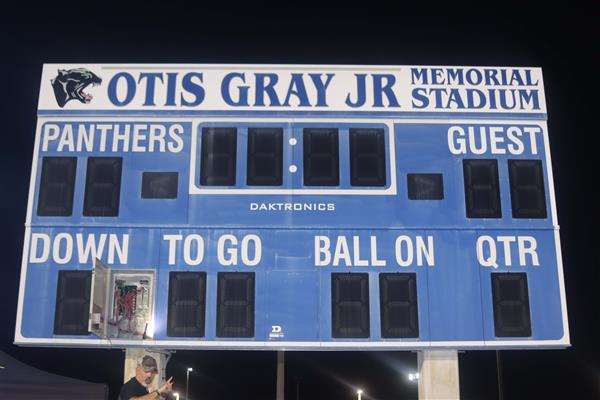 OTIS GRAY JR MEMORIAL STADIUM
PANTHERS GUEST
DAKTRONICS
DOWN TO GO BALL ON QTR